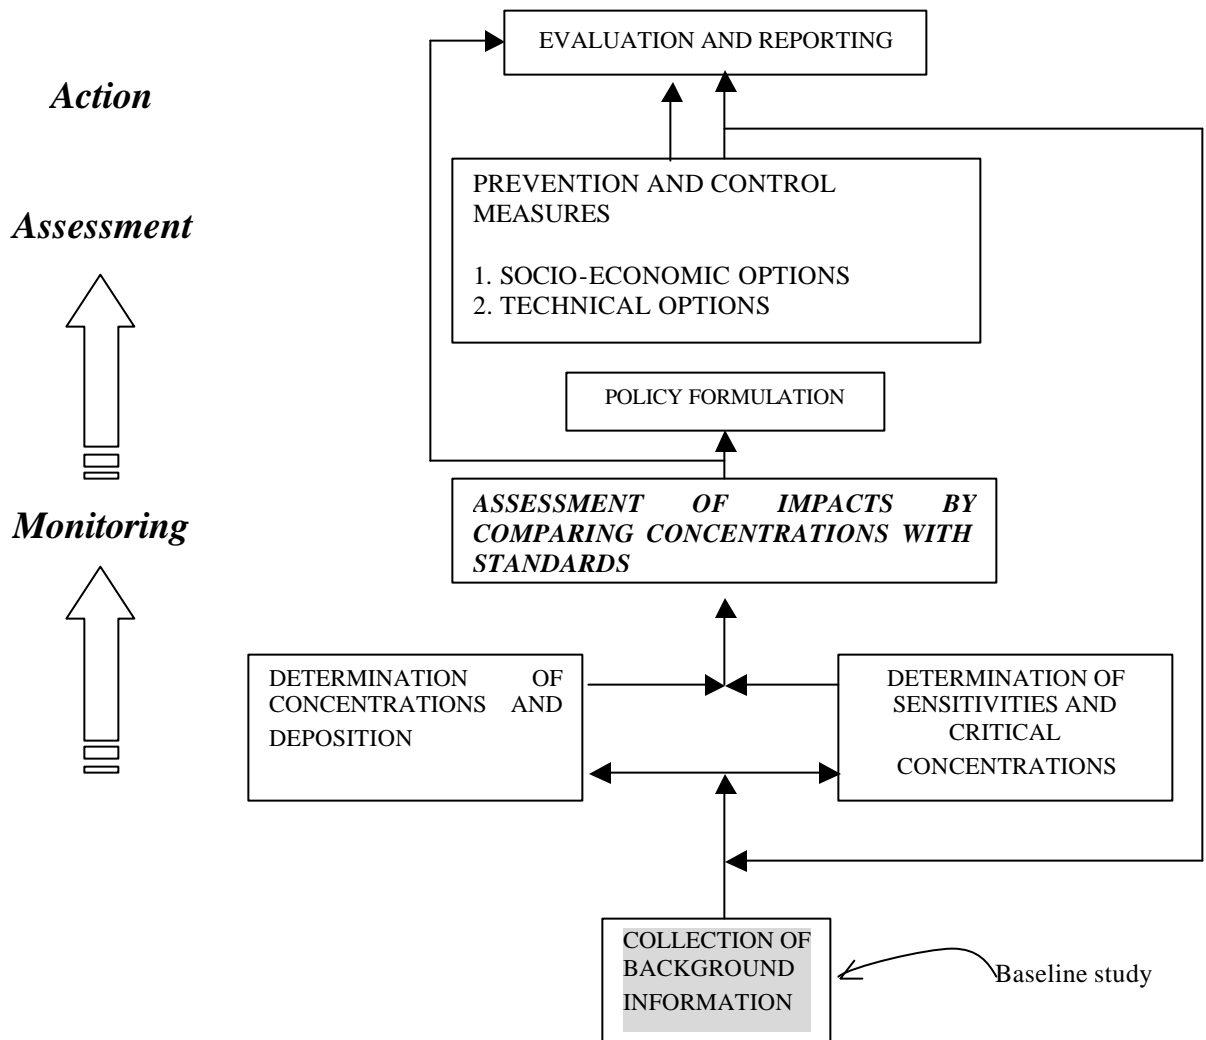 EVALUATION AND REPORTING
Action
PREVENTION AND CONTROL
MEASURES
Assessment
1. SOCIO-ECONOMIC OPTIONS
2. TECHNICAL OPTIONS
POLICY FORMULATION
ASSESSMENT OF IMPACTS BY
COMPARING CONCENTRATIONS WITH
STANDARDS
Monitoring
DETERMINATION OF
CONCENTRATIONS AND
DEPOSITION
DETERMINATION OF
SENSITIVITIES AND
CRITICAL
CONCENTRATIONS
COLLECTION OF
BACKGROUND
INFORMATION
Baseline study